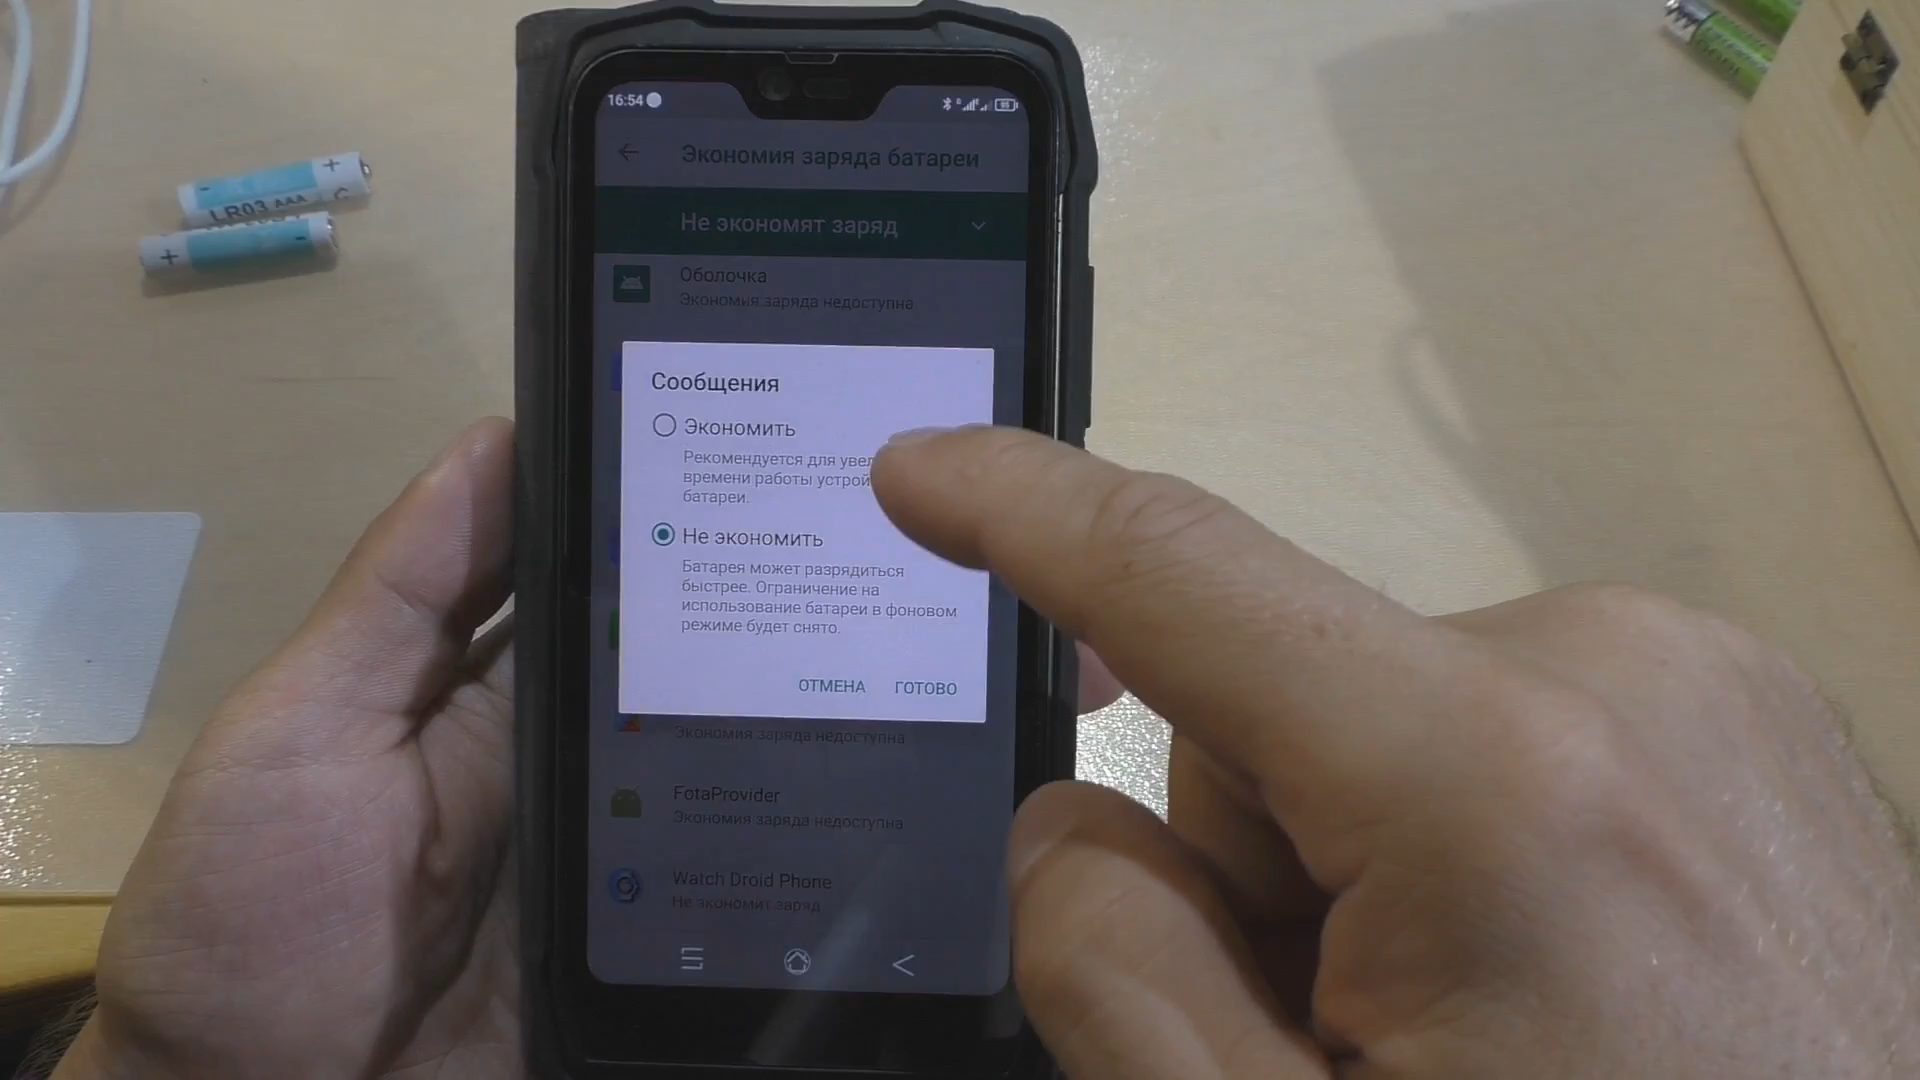 16:54
95
Экономия заряда батареи
Не экономят заряд
Оболочка
Экономия заряда недоступна
Сообщения
Экономить
Рекомендуется для
времени работы
батареи.
Не экономить
Батарея может разрядиться
быстрее. Ограничение на
использование батареи в фоновом
режиме будет снято.
ОТМЕНА ГОТОВО
Экономия заряда недоступна
FotaProvider
Экономия заряда недоступна
Watch Droid Phone
Не экономит заряд
+ -
LR03 AAA
+ -